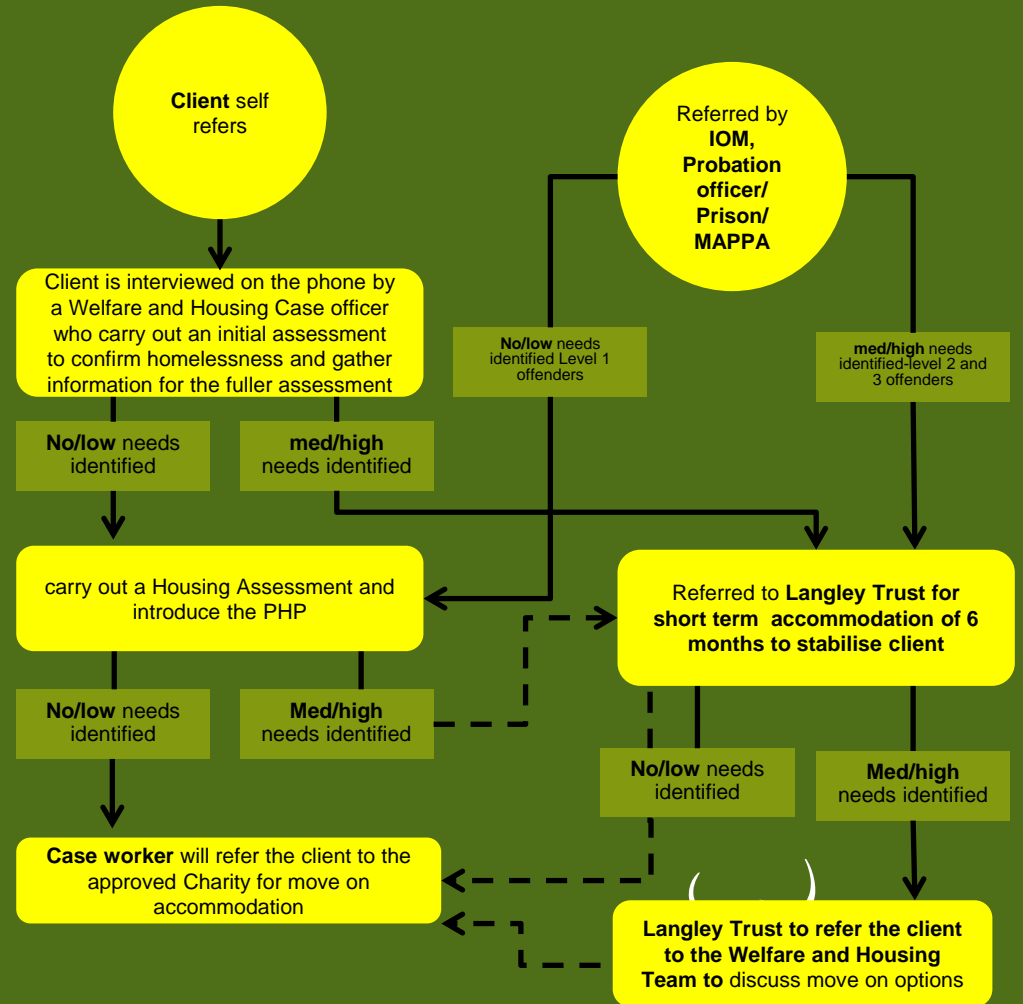 Client self
refers
Referred by
IOM,
Probation
officer/
Prison/
MAPPA
Client is interviewed on the phone by
a Welfare and Housing Case officer
who carry out an initial assessment
to confirm homelessness and gather
information for the fuller assessment
No/low needs
identified Level 1
offenders
med/high needs
identified-level 2 and
3 offenders
No/low needs
identified
med/high
needs identified
carry out a Housing Assessment and
introduce the PHP
Referred to Langley Trust for
short term accommodation of 6
months to stabilise client
No/low needs
identified
Med/high
needs identified
No/low needs
identified
Med/high
needs identified
Case worker will refer the client to the
approved Charity for move on
accommodation
Langley Trust to refer the client
to the Welfare and Housing
Team to discuss move on options